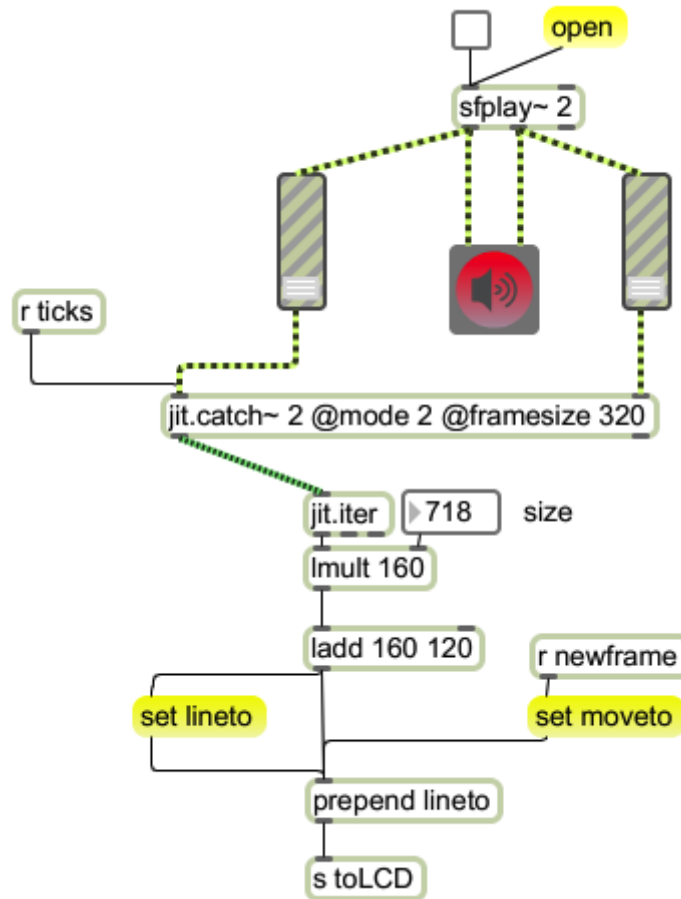 open
sfplay~ 2
r ticks
jit.catch~ 2 @mode 2 @framesize 320
jit.iter
718
size
lmult 160
ladd 160 120
r newframe
set lineto
set moveto
prepend lineto
s toLCD